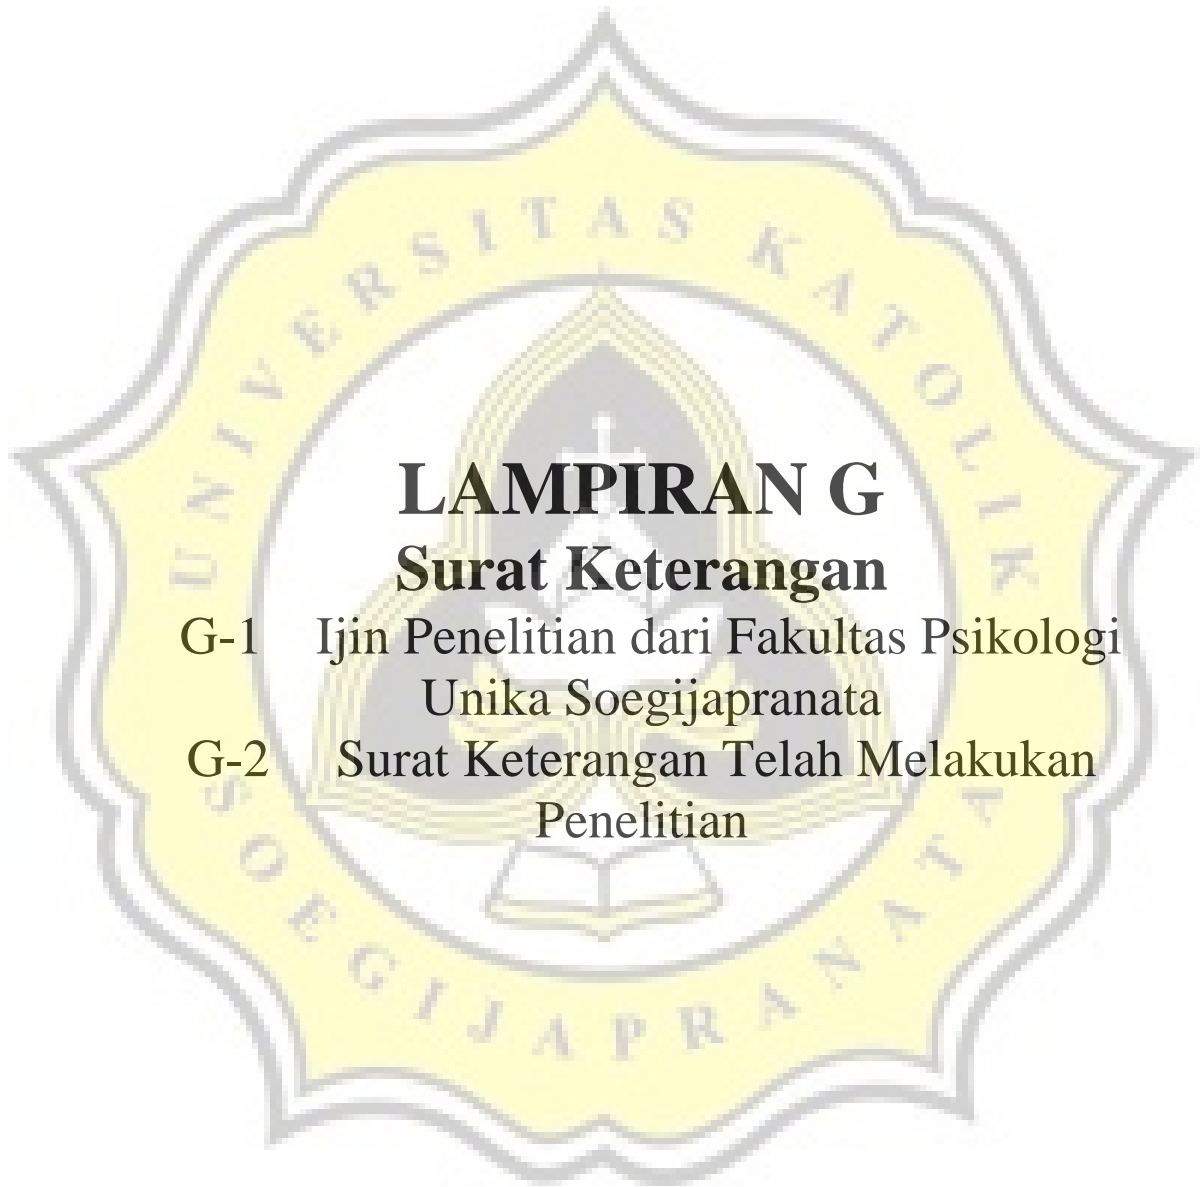 UNIVERSITAS KATOLIK
LAMPIRAN G
Surat Keterangan
G-1 Ijin Penelitian dari Fakultas Psikologi
Unika Soegijapranata
G-2 Surat Keterangan Telah Melakukan
Penelitian
SOEGIJAPRANATA